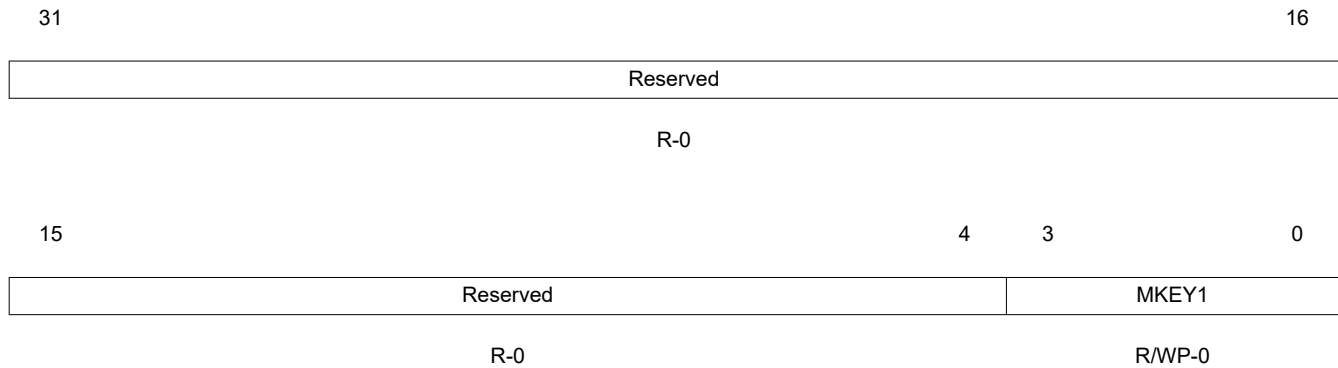 31 16
Reserved
R-0
15 4 3 0
Reserved MKEY1
R-0 R/WP-0